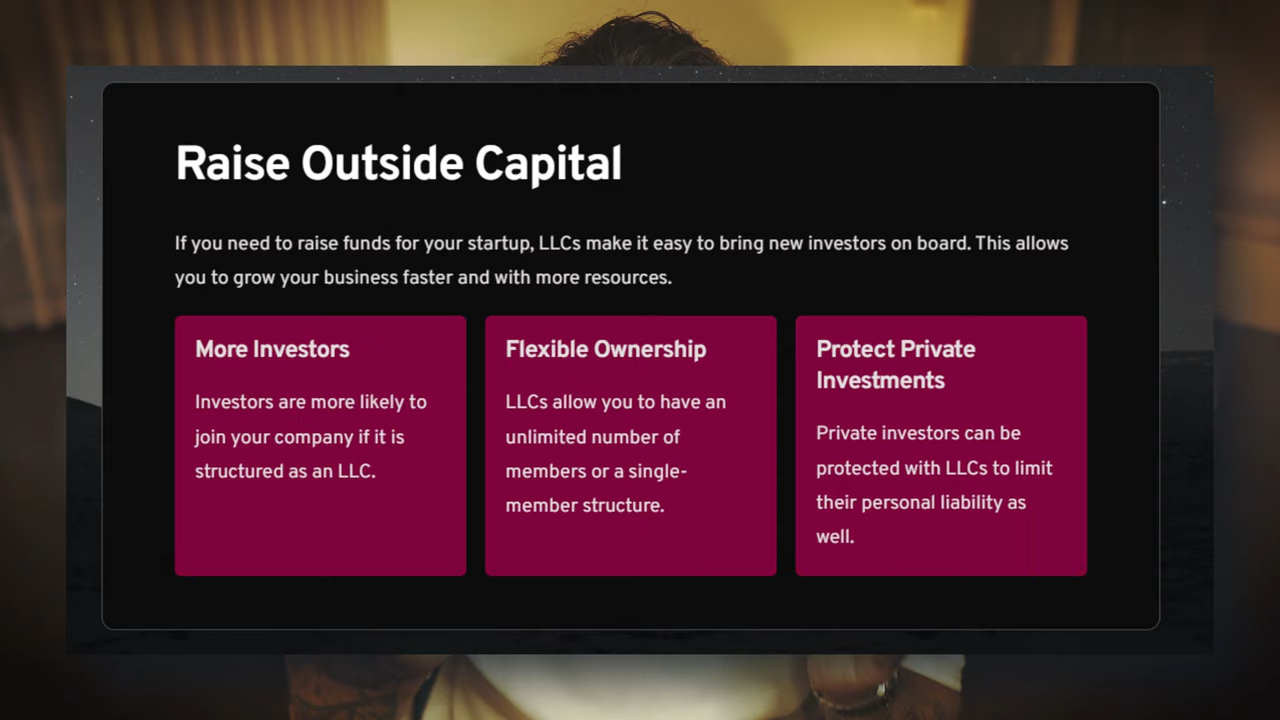 Raise Outside Capital
If you need to raise funds for your startup, LLCs make it easy to bring new investors on board. This allows
you to grow your business faster and with more resources.
More Investors
Investors are more likely to
join your company if it is
structured as an LLC.
Flexible Ownership
LLCs allow you to have an
unlimited number of
members or a single-
member structure.
Protect Private
Investments
Private investors can be
protected with LLCs to limit
their personal liability as
well.